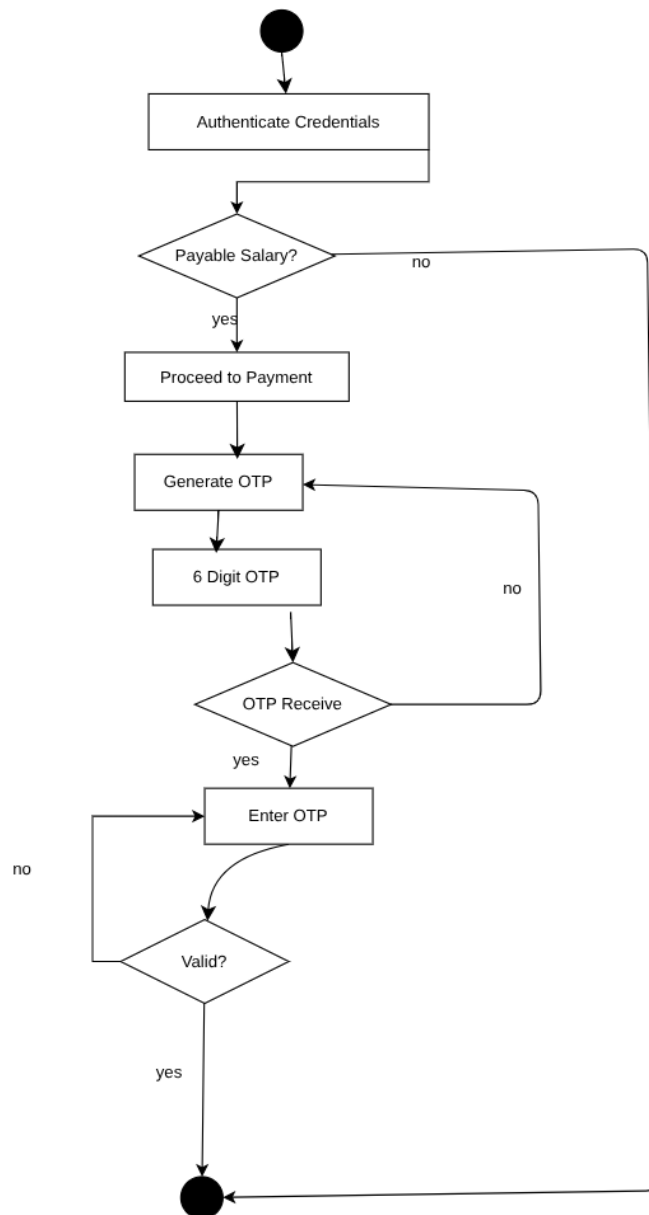 Authenticate Credentials
Payable Salary?
no
yes
Proceed to Payment
Generate OTP
6 Digit OTP
no
OTP Receive
yes
Enter OTP
no
Valid?
yes